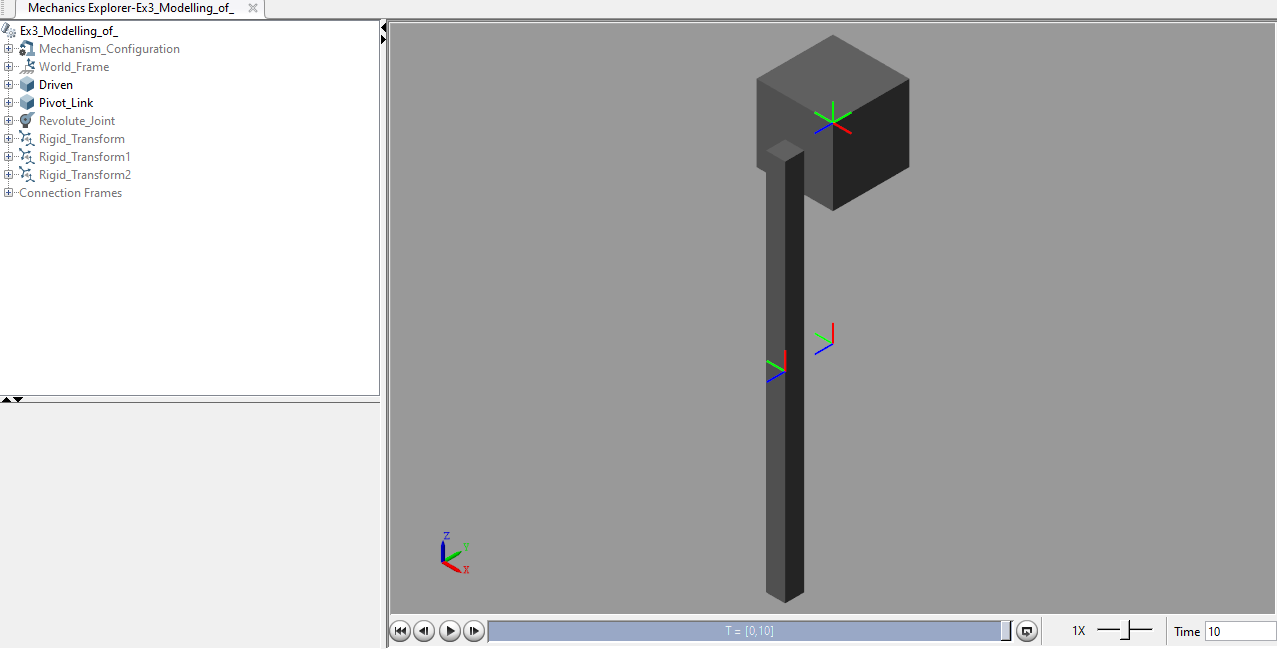 Mechanics Explorer-Ex3_Modelling_of_
Ex3_Modelling_of_
Mechanism_Configuration
World_Frame
Driven
Pivot_Link
Revolute_Joint
Rigid_Transform
Rigid_Transform1
Rigid_Transform2
Connection Frames
Z
Y
X
T = [0,10]
1X
Time 10